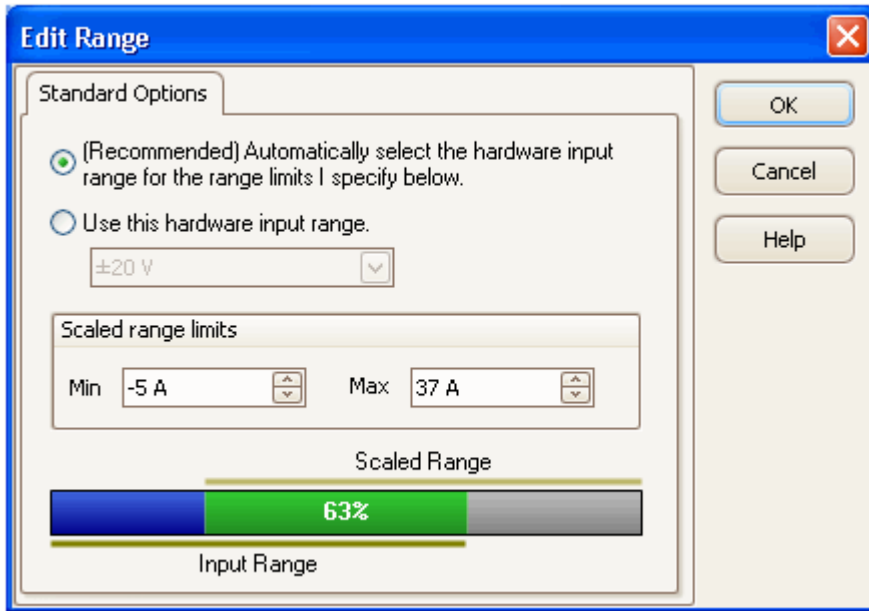 Edit Range
Standard Options
OK
(Recommended) Automatically select the hardware input
range for the range limits I specify below.
Cancel
Use this hardware input range.
Help
±20 V
Scaled range limits
Min -5 A Max 37 A
Scaled Range
63%
Input Range